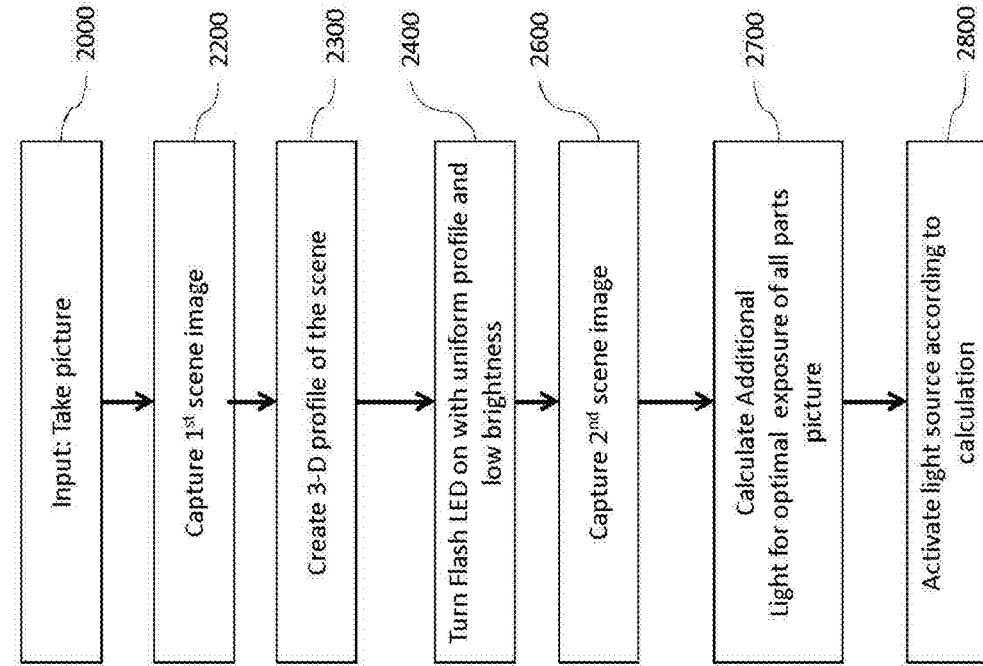 Input: Take picture
2000
Capture 1st scene image
2200
Create 3-D profile of the scene
2300
Turn Flash LED on with uniform profile and
low brightness
2400
Capture 2nd scene image
2600
Calculate Additional
Light for optimal exposure of all parts
picture
2700
Activate light source according to
calculation
2800